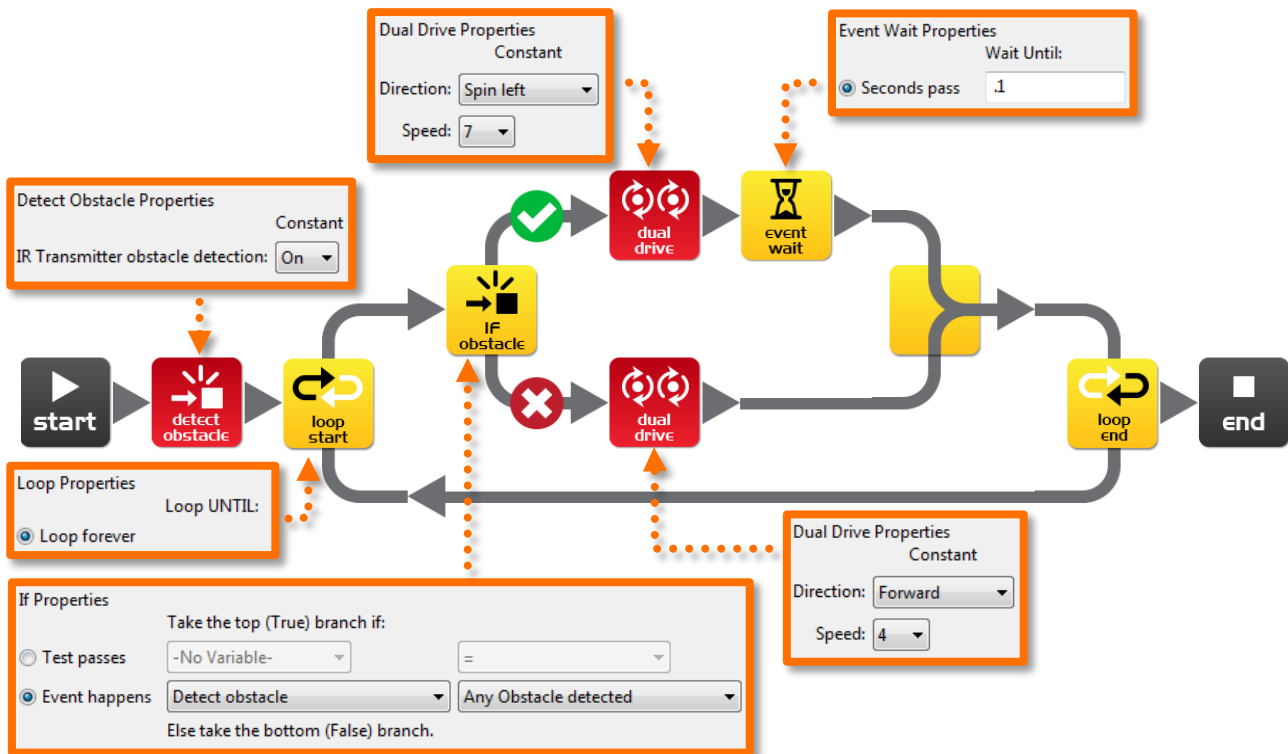 Dual Drive Properties
Constant
Direction: Spin left
Speed: 7
Event Wait Properties
Wait Until:
Seconds pass .1
Detect Obstacle Properties
Constant
IR Transmitter obstacle detection: On
dual
drive
event
wait
IF
obstacle
start
detect
obstacle
loop
start
dual
drive
loop
end
end
Loop Properties
Loop UNTIL:
Loop forever
Dual Drive Properties
Constant
Direction: Forward
Speed: 4
If Properties
Take the top (True) branch if:
Test passes -No Variable- =
Event happens Detect obstacle Any Obstacle detected
Else take the bottom (False) branch.